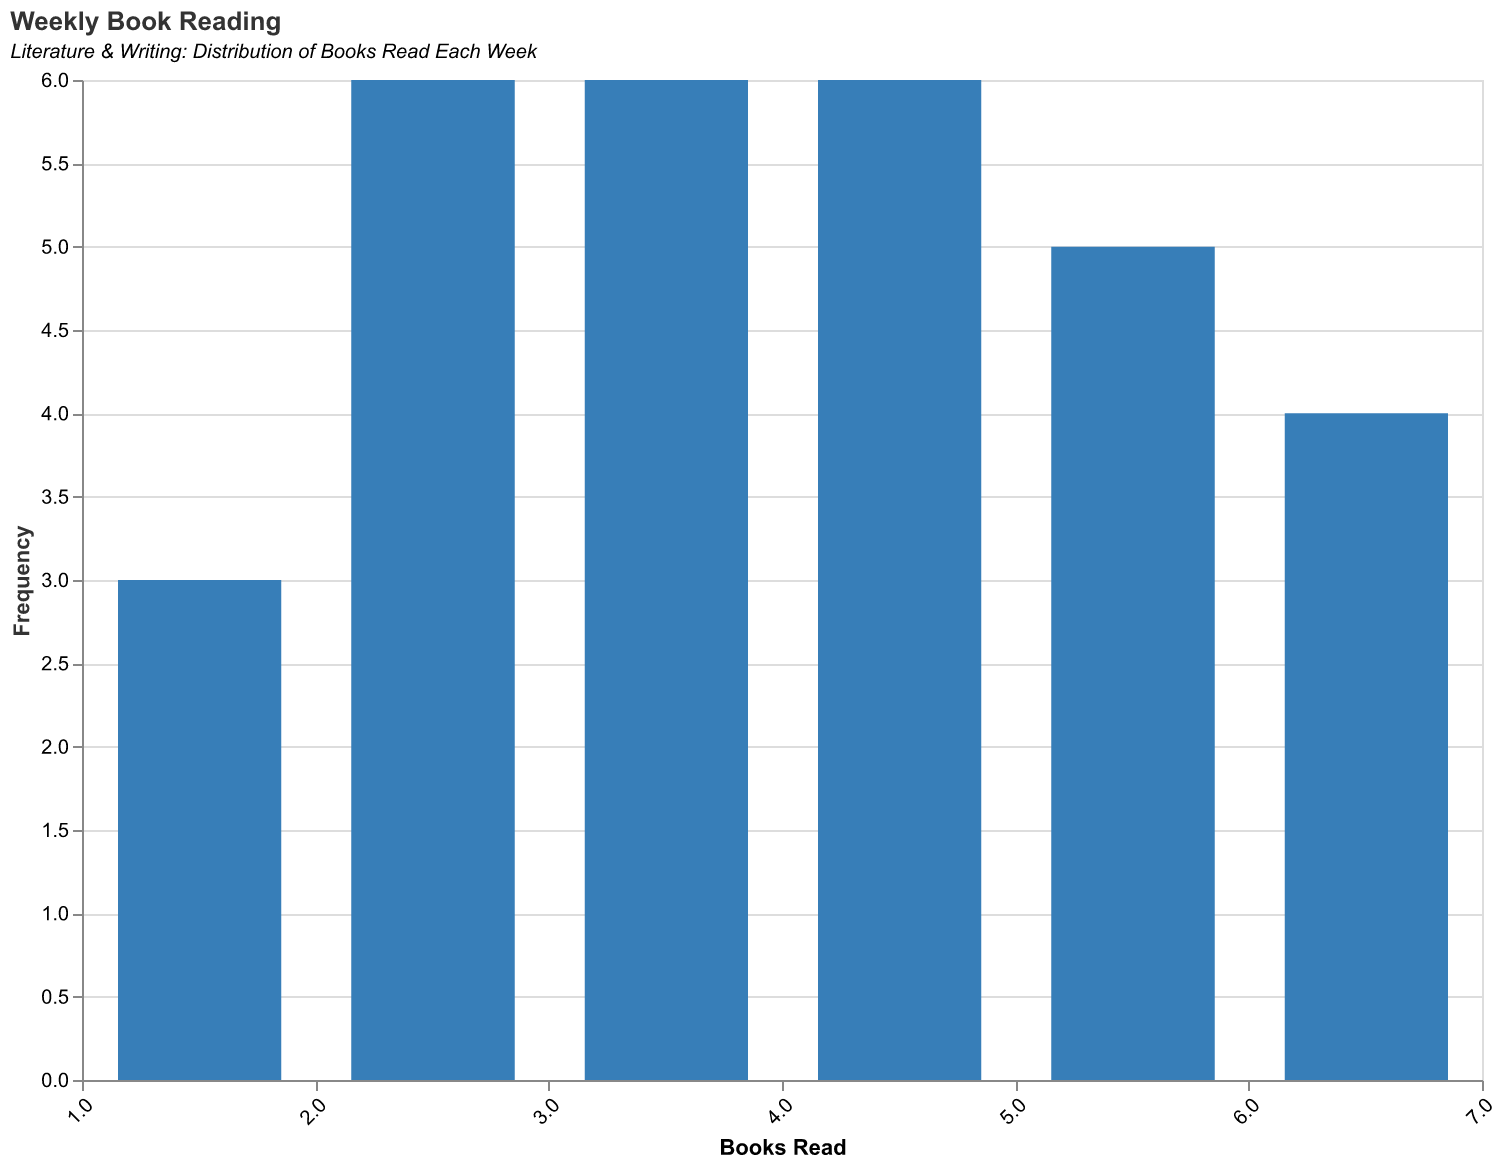 Weekly Book Reading
Literature & Writing: Distribution of Books Read Each Week
6.0
5.5
5.0
4.5
4.0
3.5
3.0
2.5
2.0
1.5
1.0
0.5
0.0
Frequency
1.0 2.0 3.0 4.0 5.0 6.0 7.0
Books Read